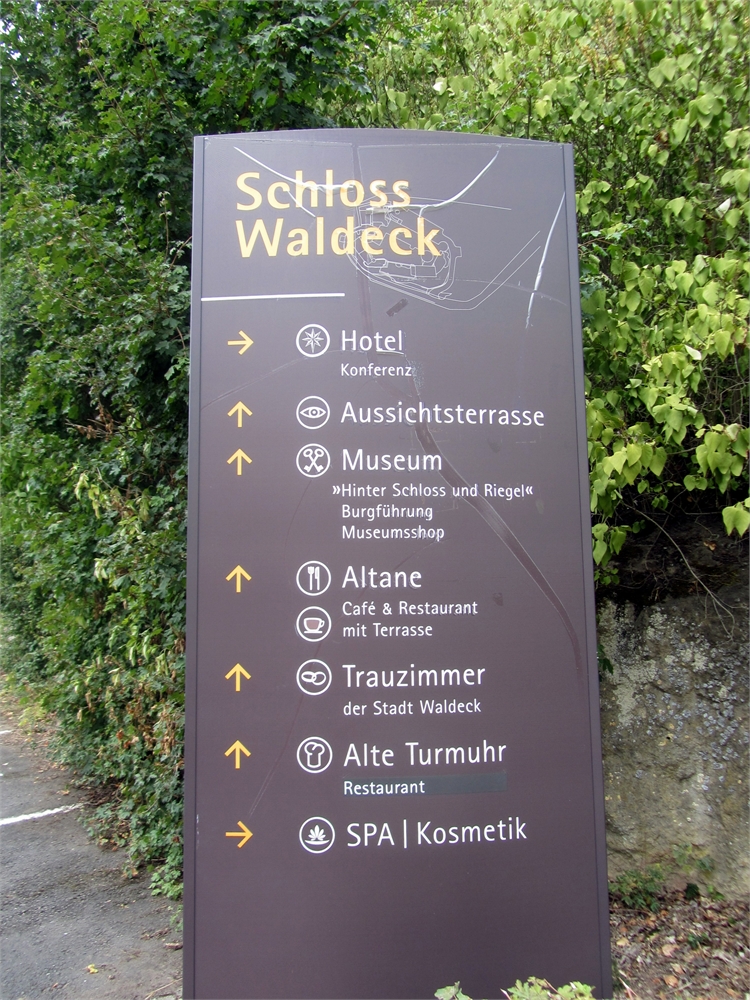 Schloss
Waldeck
Hotel
Konferenz
Aussichtsterrasse
Museum
»Hinter Schloss und Riegel«
Burgführung
Museumsshop
Altane
Café & Restaurant
mit Terrasse
Trauzimmer
der Stadt Waldeck
Alte Turmuhr
Restaurant
SPA | Kosmetik